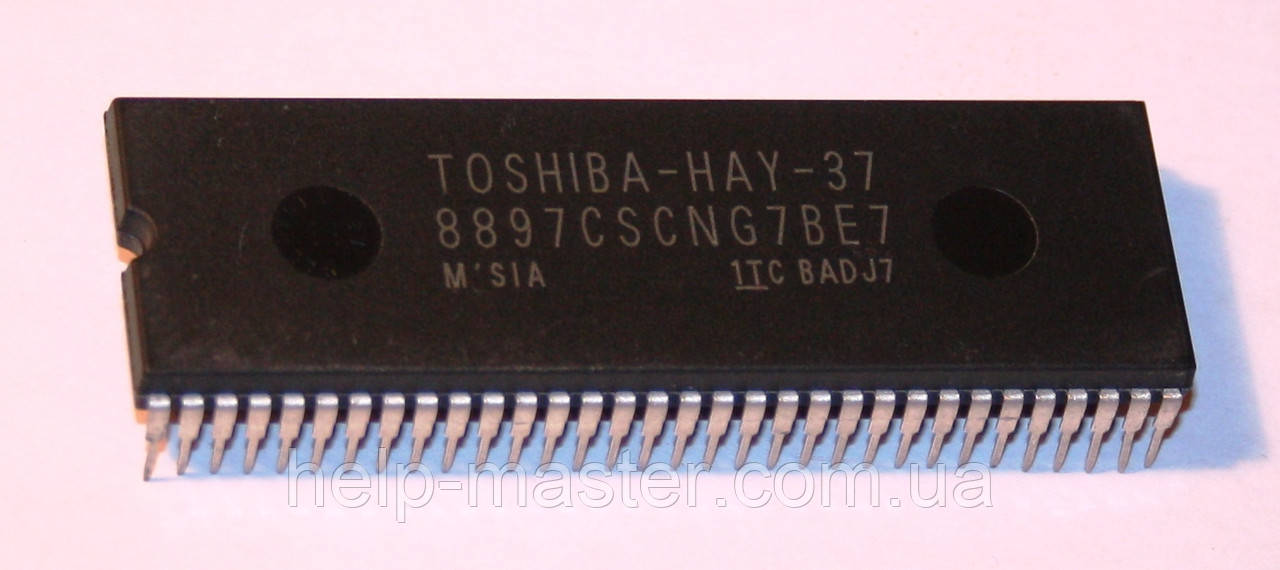 TOSHIBA-HAY-37
8897CSCNG7BE7
M'SIA 1TC BADJ7
help-master.com.ua